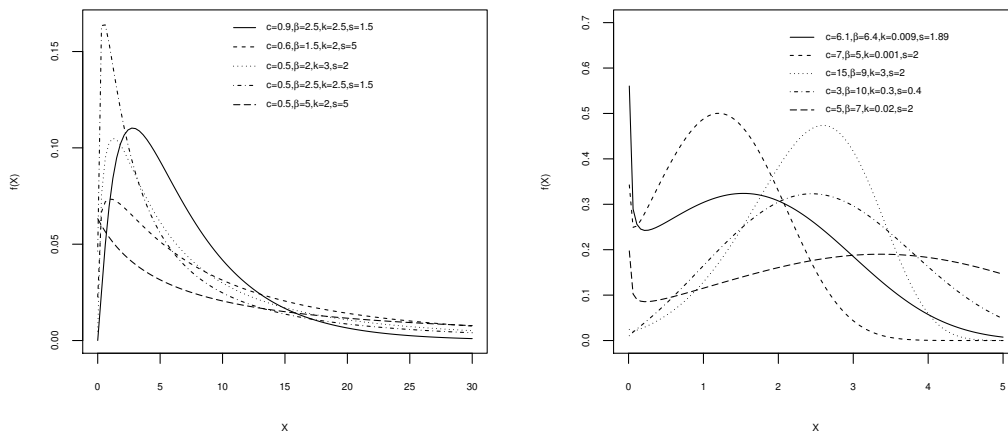 c=0.9,β=2.5,k=2.5,s=1.5
c=0.6,β=1.5,k=2,s=5
c=0.5,β=2,k=3,s=2
c=0.5,β=2.5,k=2.5,s=1.5
c=0.5,β=5,k=2,s=5
0.15
0.10
0.05
0.00
f(X)
0 5 10 15 20 25 30
X
c=6.1,β=6.4,k=0.009,s=1.89
c=7,β=5,k=0.001,s=2
c=15,β=9,k=3,s=2
c=3,β=10,k=0.3,s=0.4
c=5,β=7,k=0.02,s=2
0.7
0.6
0.5
0.4
0.3
0.2
0.1
0.0
f(X)
0 1 2 3 4 5
X